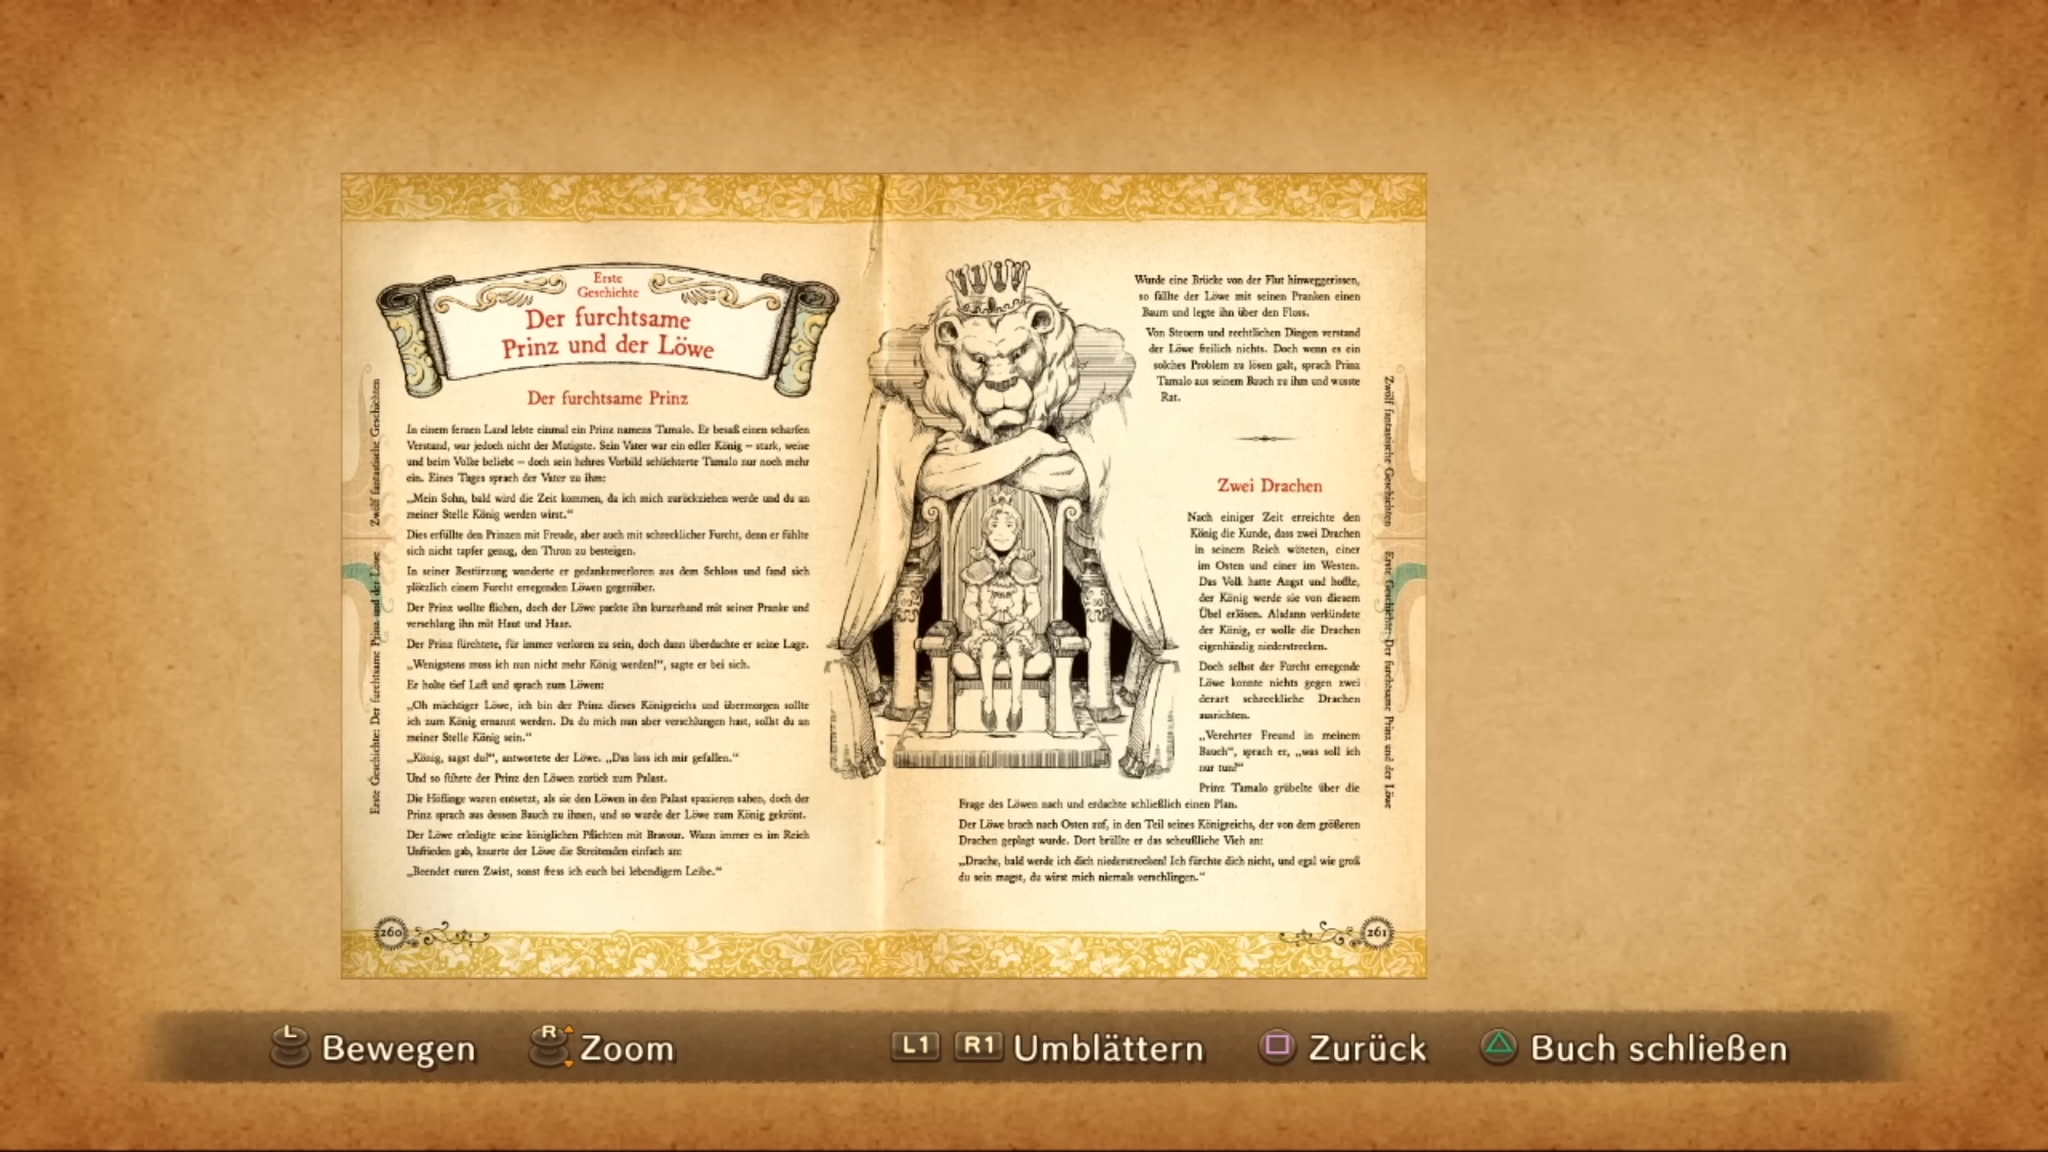 Erste
Geschichte
Der furchtsame
Prinz und der Löwe
Der furchtsame Prinz
In einem fernen Land lebte einmal ein Prinz namens Tamalo. Er besaß einen scharfen
Verstand, war jedoch nicht der Mutigste. Sein Vater war ein edler König – stark, weise
und beim Volke beliebt – doch sein hehres Vorbild schüchterte Tamalo nur noch mehr
ein. Eines Tages sprach der Vater zu ihm:
„Mein Sohn, bald wird die Zeit kommen, da ich mich zurückziehen werde und du an
meiner Stelle König werden wirst.“
Dies erfüllte den Prinzen mit Freude, aber auch mit schrecklicher Furcht, denn er fühlte
sich nicht tapfer genug, den Thron zu besteigen.
In seiner Bestürzung wanderte er gedankenverloren aus dem Schloss und fand sich
plötzlich einem Furcht erregenden Löwen gegenüber.
Der Prinz wollte fliehen, doch der Löwe packte ihn kurzerhand mit seiner Pranke und
verschlang ihn mit Haut und Haar.
Der Prinz fürchtete, für immer verloren zu sein, doch dann überdachte er seine Lage.
„Wenigstens muss ich nun nicht mehr König werden!“, sagte er bei sich.
Er holte tief Luft und sprach zum Löwen:
„Oh mächtiger Löwe, ich bin der Prinz dieses Königreichs und übermorgen sollte
ich zum König ernannt werden. Da du mich nun aber verschlungen hast, sollst du an
meiner Stelle König sein.“
„König, sagst du?“, antwortete der Löwe. „Das lass ich mir gefallen.“
Und so führte der Prinz den Löwen zurück zum Palast.
Die Höflinge waren entsetzt, als sie den Löwen in den Palast spazieren sahen, doch der
Prinz sprach aus dessen Bauch zu ihnen, und so wurde der Löwe zum König gekrönt.
Der Löwe erledigte seine königlichen Pflichten mit Bravour. Wann immer es im Reich
Unfrieden gab, knurrte der Löwe die Streitenden einfach an:
„Beendet euren Zwist, sonst fress ich euch bei lebendigem Leibe.“
260
Erste Geschichte: Der furchtsame Prinz und der Löwe Zwölf fantastische Geschichten
Wurde eine Brücke von der Flut hinweggerissen,
so fällte der Löwe mit seinen Pranken einen
Baum und legte ihn über den Fluss.
Von Steuern und rechtlichen Dingen verstand
der Löwe freilich nichts. Doch wenn es ein
solches Problem zu lösen galt, sprach Prinz
Tamalo aus seinem Bauch zu ihm und wusste
Rat.
Zwei Drachen
Nach einiger Zeit erreichte den
König die Kunde, dass zwei Drachen
in seinem Reich wüteten, einer
im Osten und einer im Westen.
Das Volk hatte Angst und hoffte,
der König werde sie von diesem
Übel erlösen. Alsdann verkündete
der König, er wolle die Drachen
eigenhändig niederstrecken.
Doch selbst der Furcht erregende
Löwe konnte nichts gegen zwei
derart schreckliche Drachen
ausrichten.
„Verehrter Freund in meinem
Bauch“, sprach er, „was soll ich
nur tun?“
Prinz Tamalo grübelte über die
Frage des Löwen nach und erdachte schließlich einen Plan.
Der Löwe brach nach Osten auf, in den Teil seines Königreichs, der von dem größeren
Drachen geplagt wurde. Dort brüllte er das scheußliche Vieh an:
„Drache, bald werde ich dich niederstrecken! Ich fürchte dich nicht, und egal wie groß
du sein magst, du wirst mich niemals verschlingen.“
261
Zwölf fantastische Geschichten Erste Geschichte: Der furchtsame Prinz und der Löwe
L Bewegen R Zoom L1 R1 Umblättern Zurück Buch schließen